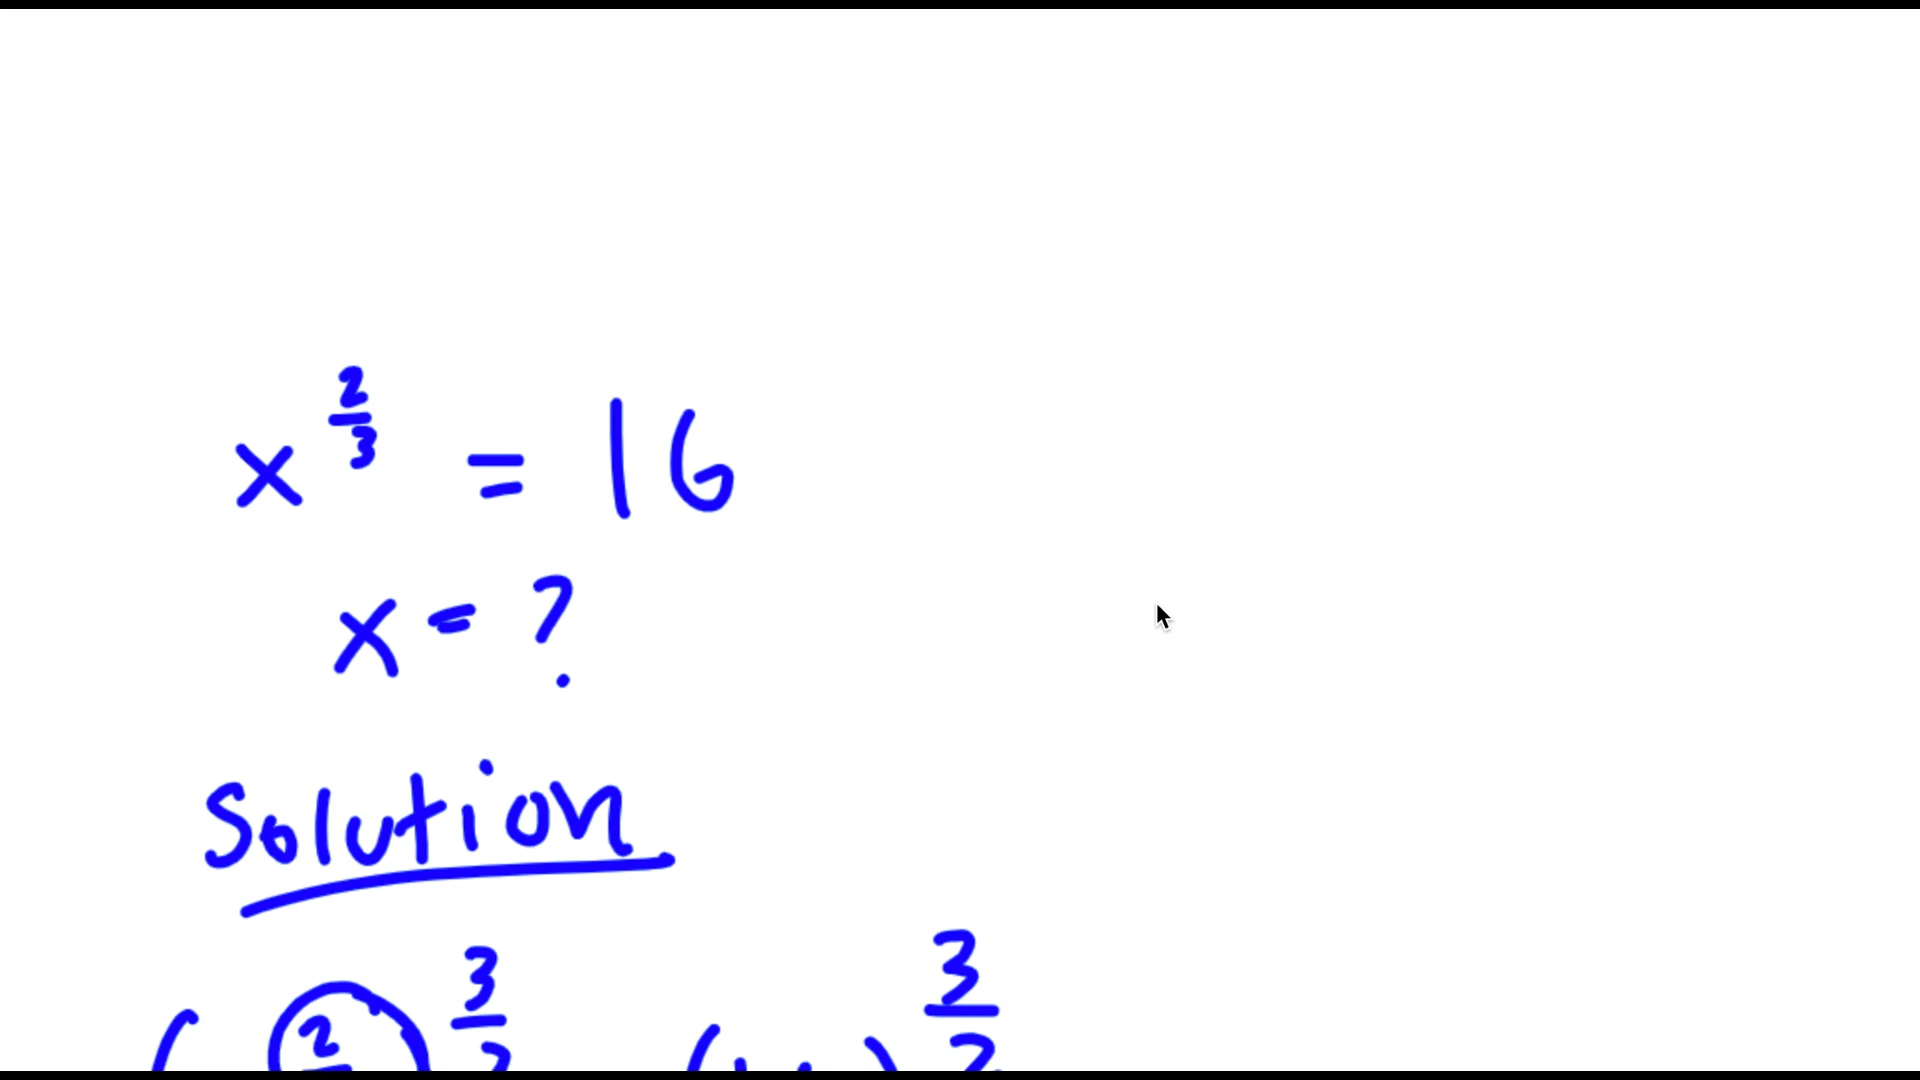 x^(2/3) = 16
x = ?
Solution